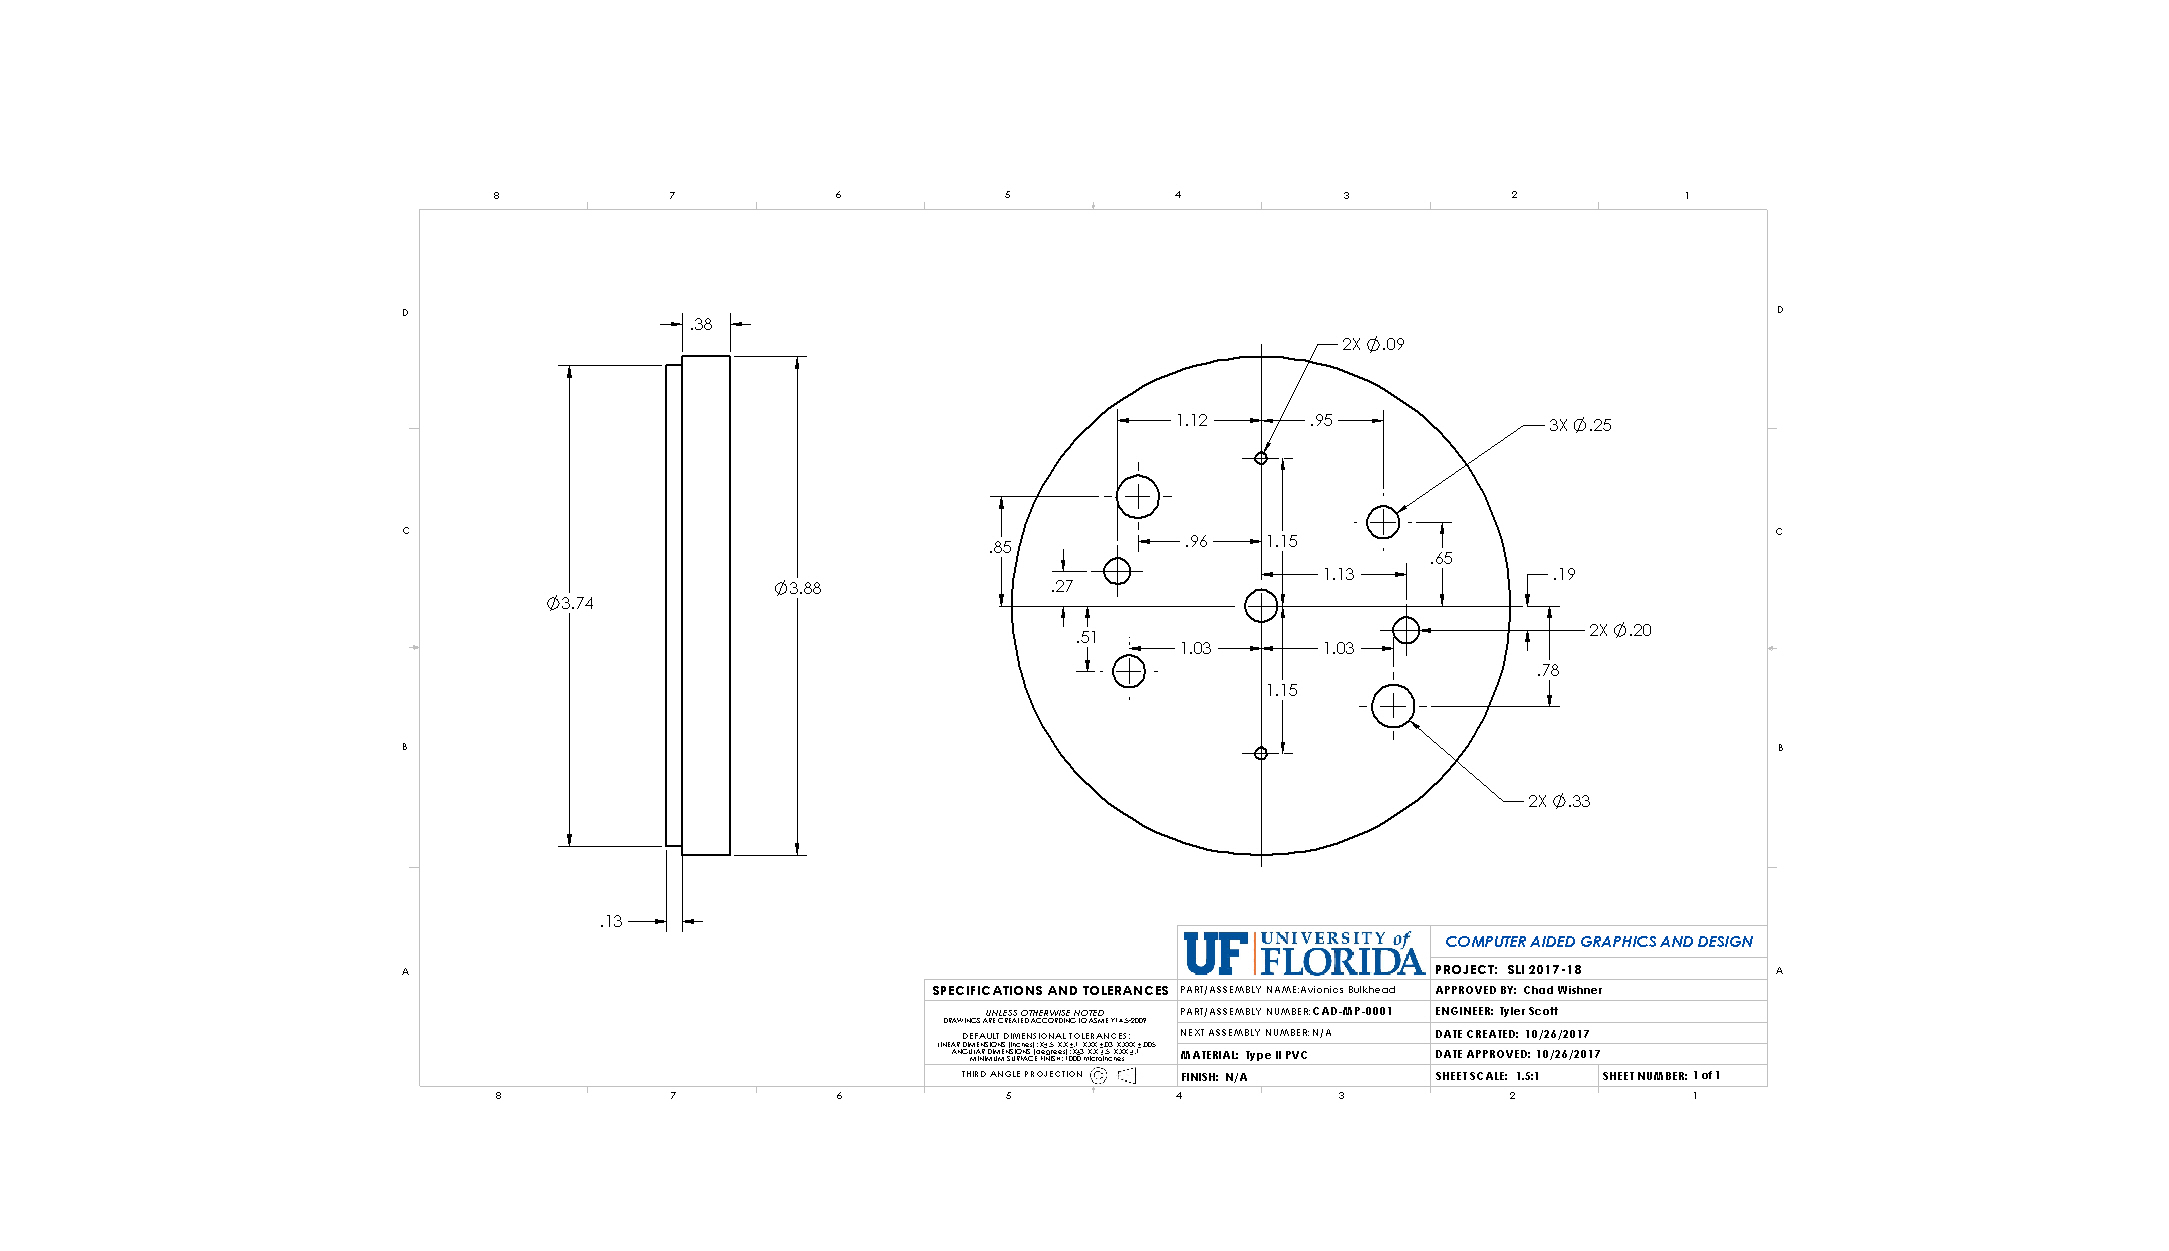 8 7 6 5 4 3 2 1
D D
.38
2X ∅.09
1.12 .95
3X ∅.25
C C
.85 .96 1.15
.65
.27 1.13 .19
∅3.74 ∅3.88
.51 2X ∅.20
1.03 1.03
.78
1.15
B B
2X ∅.33
.13
A A
UF UNIVERSITY of
FLORIDA
COMPUTER AIDED GRAPHICS AND DESIGN
PROJECT: SLI 2017-18
SPECIFICATIONS AND TOLERANCES
PART/ASSEMBLY NAME:Avionics Bulkhead
APPROVED BY: Chad Wishner
UNLESS OTHERWISE NOTED
DRAWINGS ARE CREATED ACCORDING TO ASME Y14.5-2009
PART/ASSEMBLY NUMBER:CAD-MP-0001
ENGINEER: Tyler Scott
DEFAULT DIMENSIONAL TOLERANCES:
LINEAR DIMENSIONS (inches): X±.5 X.X±.1 X.XX ±.03 X.XXX ±.005
ANGULAR DIMENSIONS (degrees): X±3 X.X ±.5 X.XX ±.1
MINIMUM SURFACE FINISH: 1000 microinches
NEXT ASSEMBLY NUMBER:N/A
DATE CREATED: 10/26/2017
MATERIAL: Type II PVC
DATE APPROVED: 10/26/2017
THIRD ANGLE PROJECTION
FINISH: N/A
SHEET SCALE: 1.5:1
SHEET NUMBER: 1 of 1
8 7 6 5 4 3 2 1